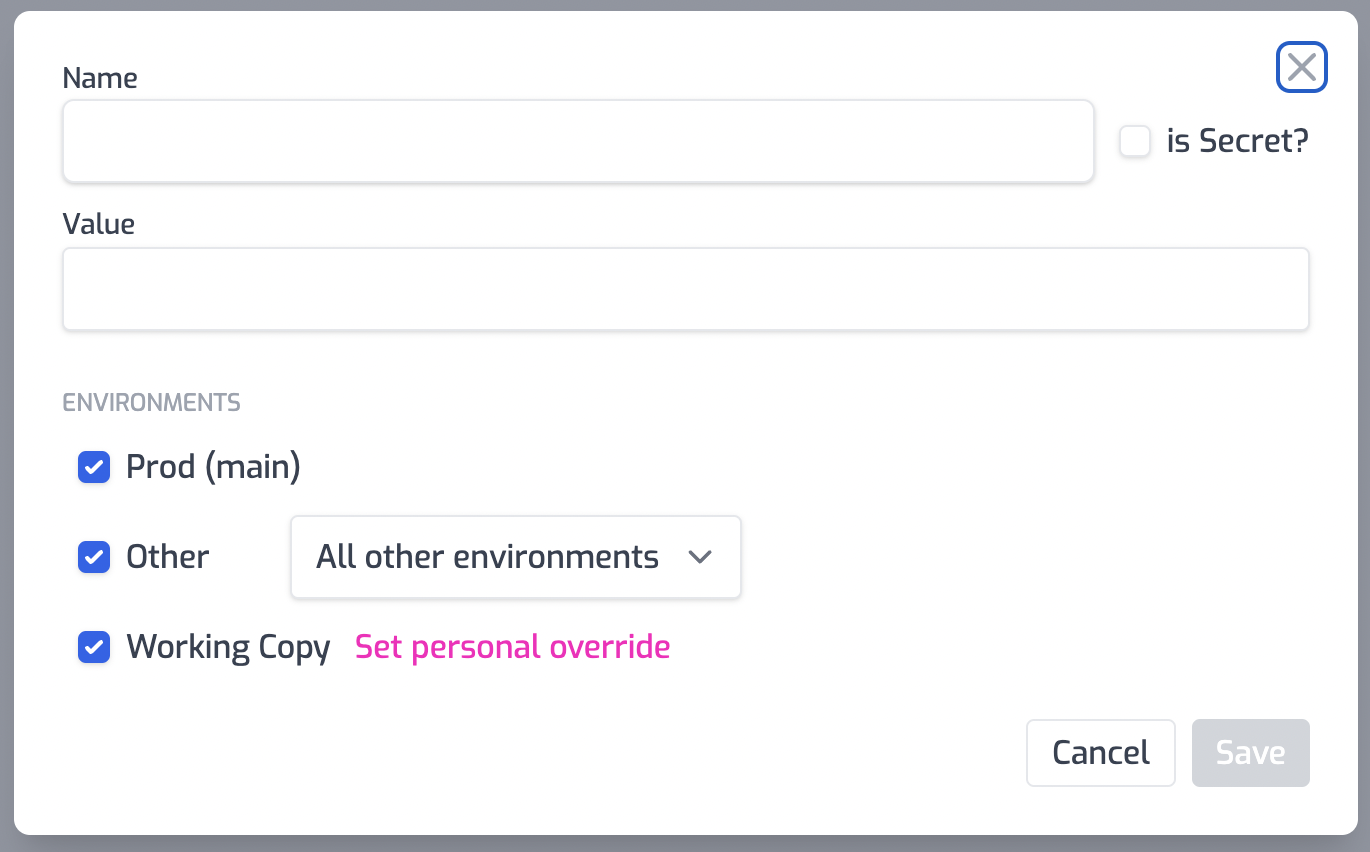 Name
is Secret?
Value
ENVIRONMENTS
Prod (main)
Other All other environments
Working Copy Set personal override
Cancel Save